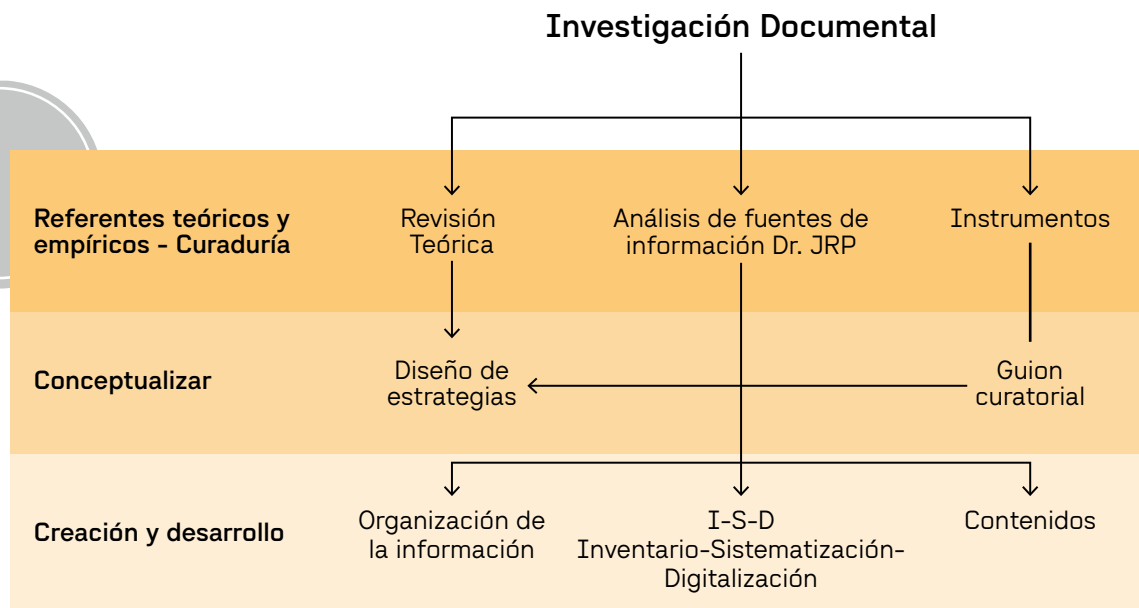 Investigación Documental
Referentes teóricos y
empíricos - Curaduría
Revisión
Teórica
Análisis de fuentes de
información Dr. JRP
Instrumentos
Conceptualizar
Diseño de
estrategias
Guion
curatorial
Creación y desarrollo
Organización de
la información
I-S-D
Inventario-Sistematización-
Digitalización
Contenidos